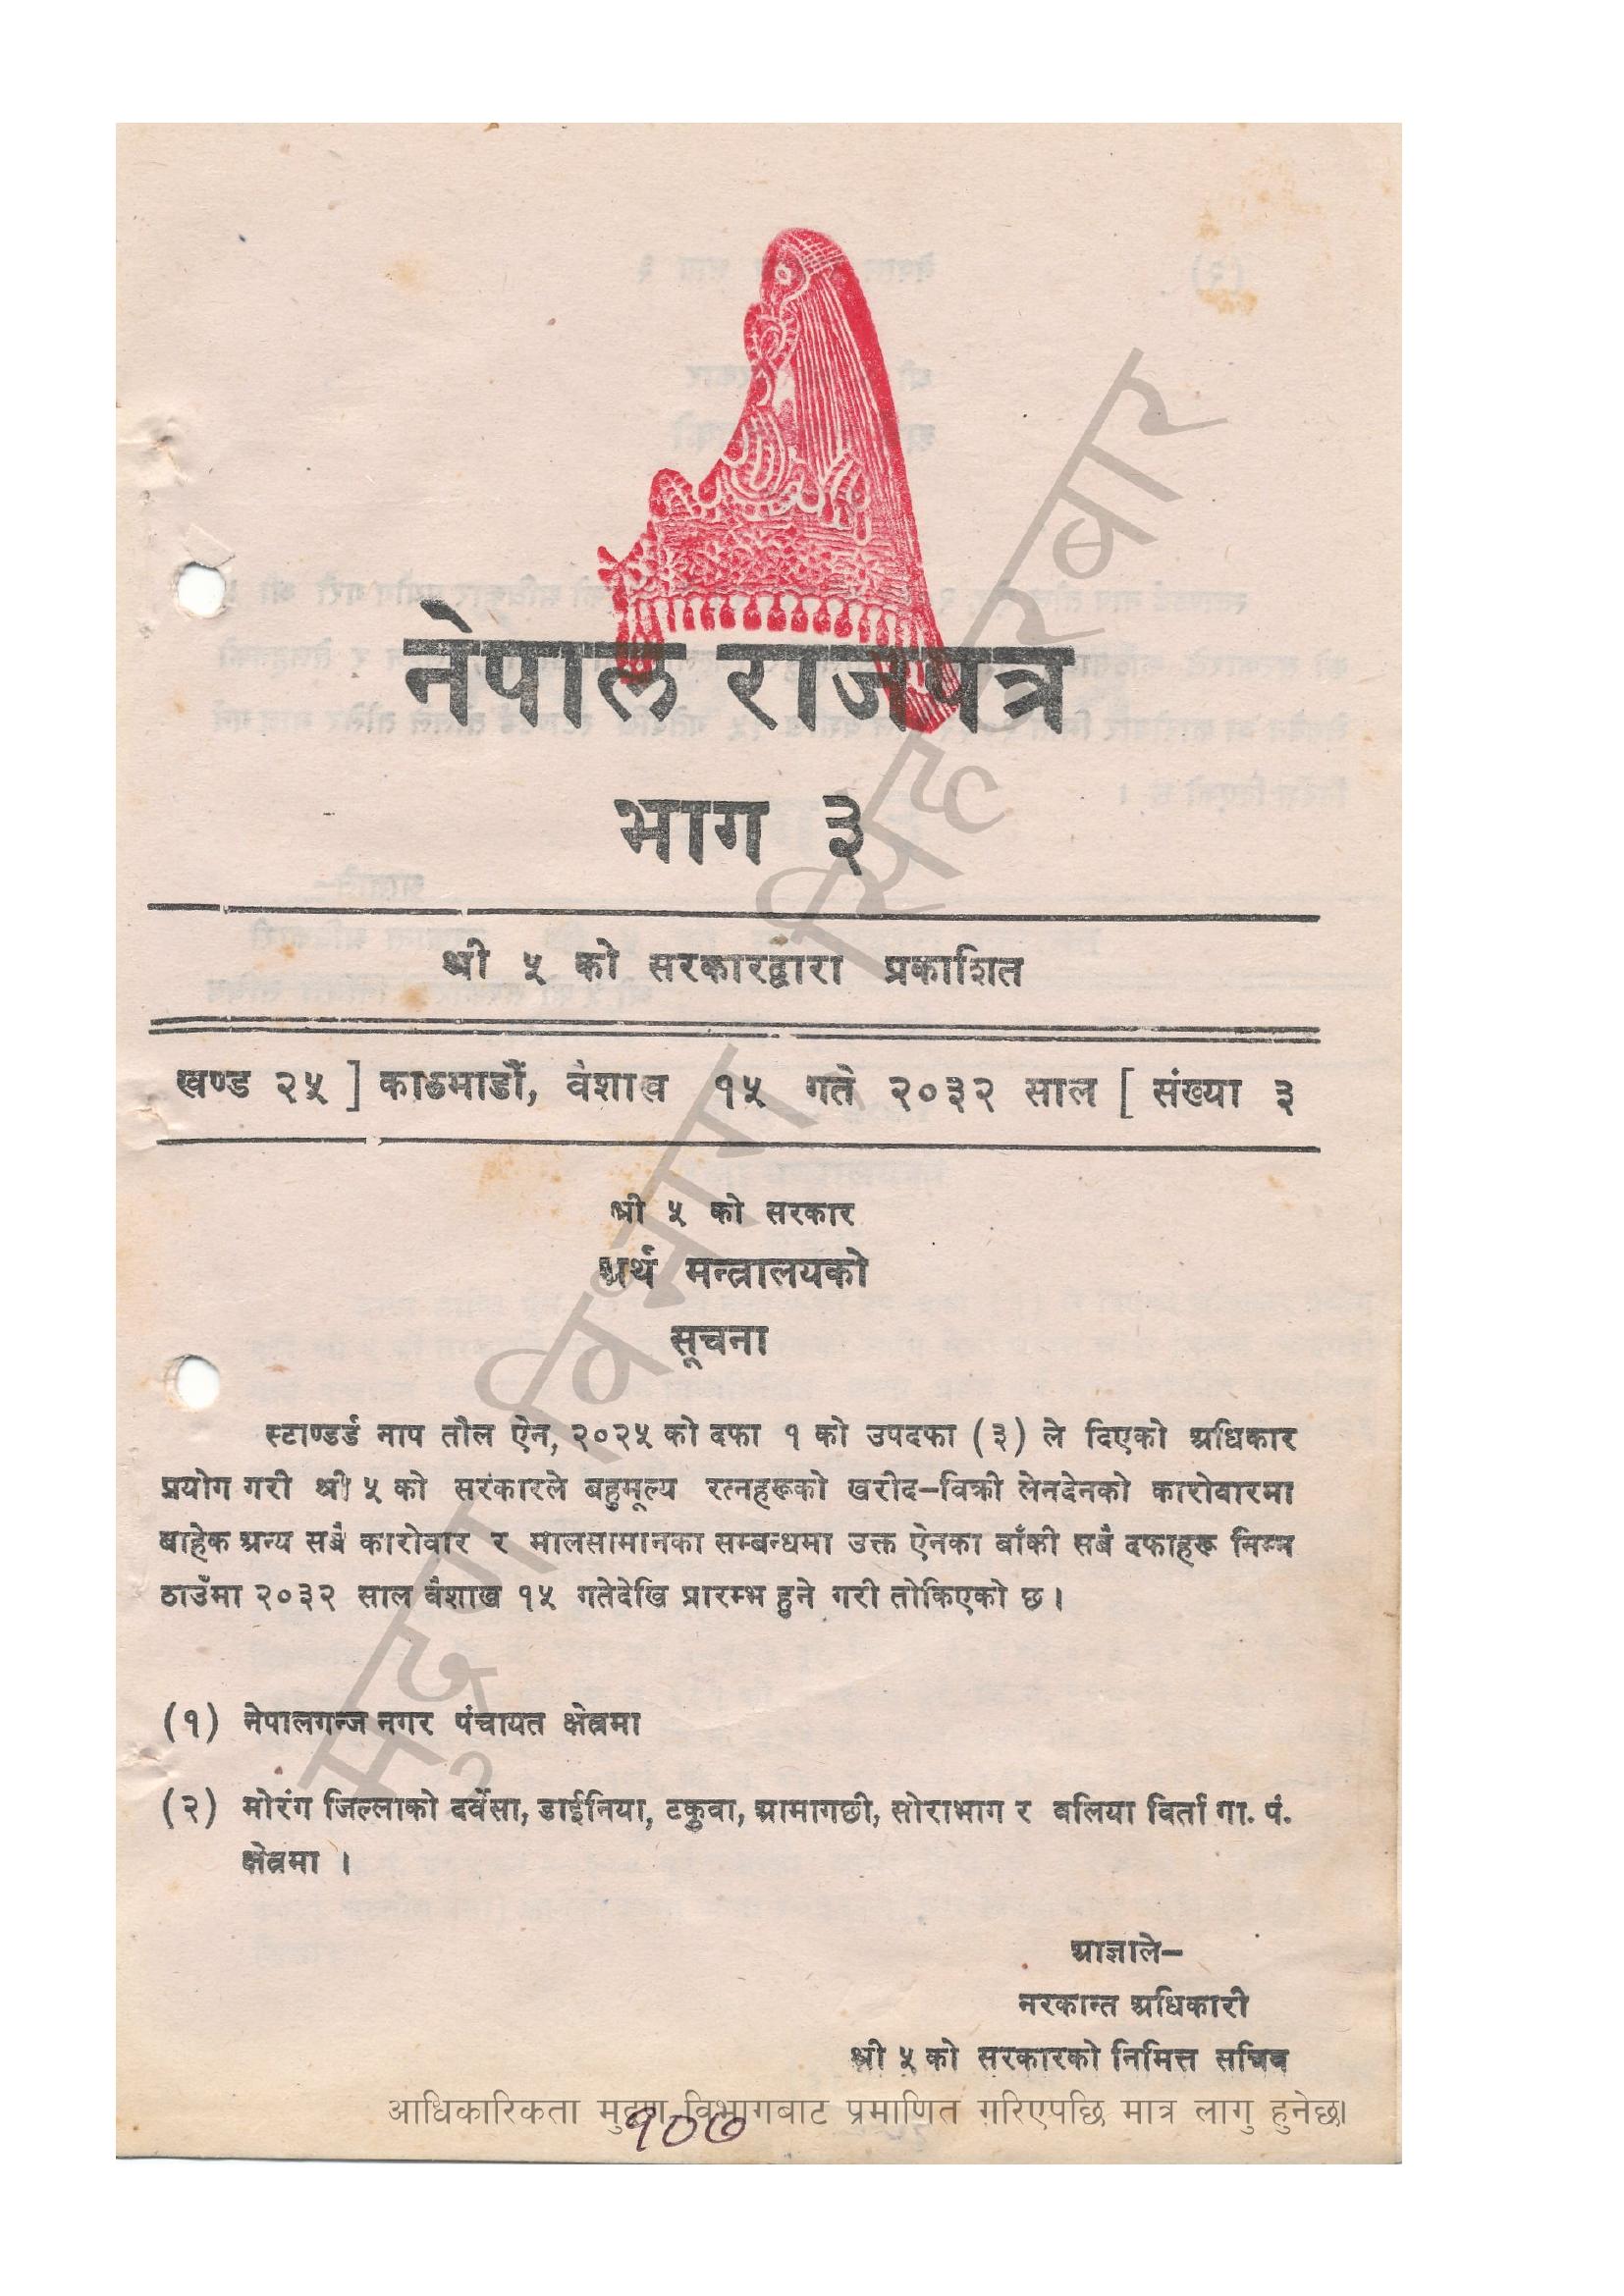 नेपाल राजपत्र
भाग ३
श्री ५ को सरकारद्वारा प्रकाशित
खण्ड २५ ] काठमाडौं, वैशाख १५ गते २०३२ साल [ संख्या ३
श्री ५ को सरकार
अर्थ मन्त्रालयको
सूचना
स्टाण्डर्ड नाप तौल ऐन, २०२५ को दफा १ को उपदफा (३) ले दिएको अधिकार
प्रयोग गरी श्री ५ को सरकारले बहुमूल्य रत्नहरूको खरीद–विक्री लेनदेनको कारोवारमा
बाहेक अन्य सबै कारोवार र मालसामानका सम्बन्धमा उक्त ऐनका बाँकी सबै दफाहरू निम्न
ठाउँमा २०३२ साल वैशाख १५ गतेदेखि प्रारम्भ हुने गरी तोकिएको छ।
(१) नेपालगन्ज नगर पंचायत क्षेत्रमा
(२) मोरंग जिल्लाको दर्वेसा, डाईनिया, टकुवा, आमागछी, सोराभाग र वलिया विर्ता गा. पं.
क्षेत्रमा ।
आज्ञाले–
नरकान्त अधिकारी
श्री ५ को सरकारको निमित्त सचिव
आधिकारिकता मुद्रण विभागबाट प्रमाणित गरिएपछि मात्र लागु हुनेछ।
१०७
मुद्रण विभाग, सिंहदरबार